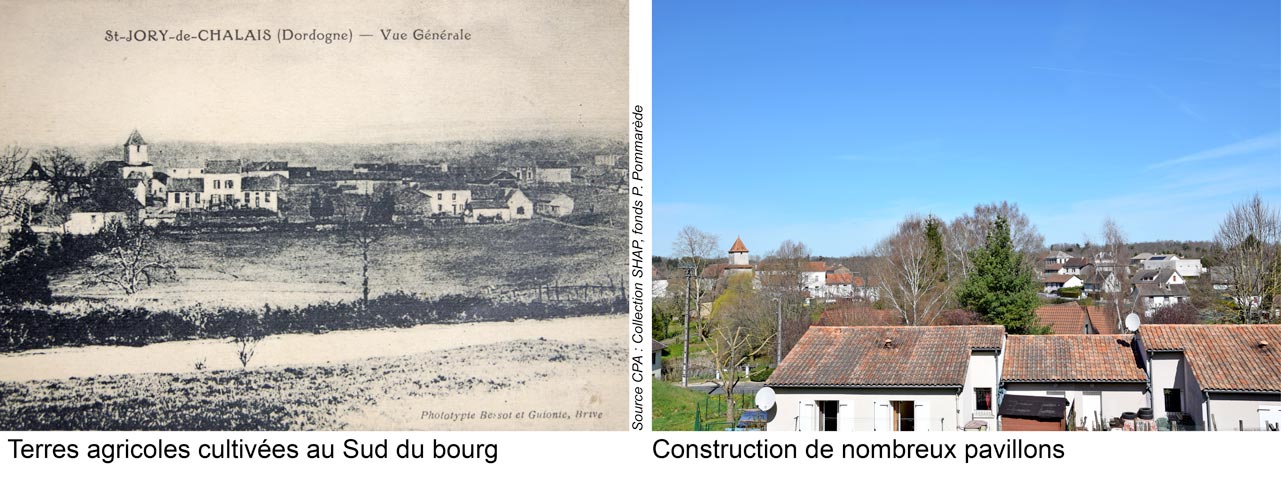 St-JORY-de-CHALAIS (Dordogne) — Vue Générale
Phototypie Bessot et Guionie, Brive
Source CPA : Collection SHAP, fonds P. Pommarède
Terres agricoles cultivées au Sud du bourg
Construction de nombreux pavillons